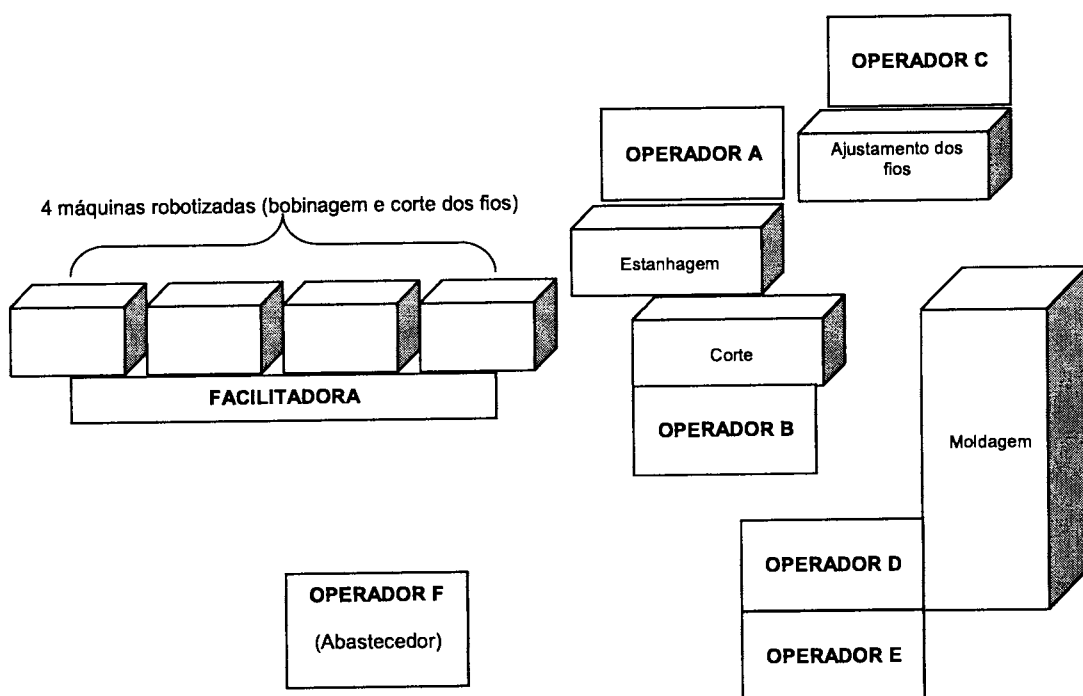 OPERADOR C
OPERADOR A
Ajustamento dos
fios
4 máquinas robotizadas (bobinagem e corte dos fios)
Estanhagem
Corte
FACILITADORA
OPERADOR B
Moldagem
OPERADOR D
OPERADOR F
(Abastecedor)
OPERADOR E